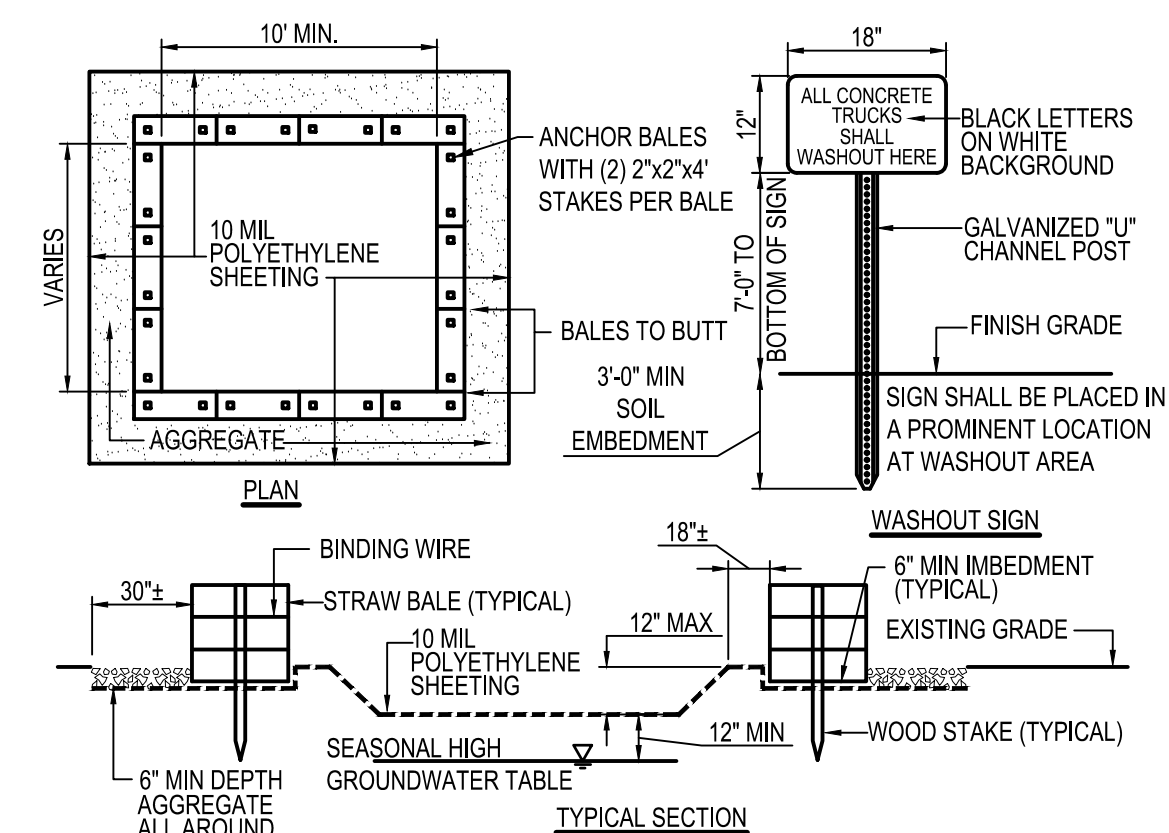 10' MIN.
VARIES
10 MIL
POLYETHYLENE
SHEETING
AGGREGATE
ANCHOR BALES
WITH (2) 2"x2"x4'
STAKES PER BALE
BALES TO BUTT
PLAN
18"
12"
ALL CONCRETE
TRUCKS
SHALL
WASHOUT HERE
BLACK LETTERS
ON WHITE
BACKGROUND
7'-0" TO
BOTTOM OF SIGN
GALVANIZED "U"
CHANNEL POST
FINISH GRADE
3'-0" MIN
SOIL
EMBEDMENT
SIGN SHALL BE PLACED IN
A PROMINENT LOCATION
AT WASHOUT AREA
WASHOUT SIGN
30"±
BINDING WIRE
STRAW BALE (TYPICAL)
10 MIL
POLYETHYLENE
SHEETING
12" MAX
18"±
6" MIN IMBEDMENT
(TYPICAL)
EXISTING GRADE
12" MIN
WOOD STAKE (TYPICAL)
SEASONAL HIGH
GROUNDWATER TABLE
6" MIN DEPTH
AGGREGATE
ALL AROUND
TYPICAL SECTION